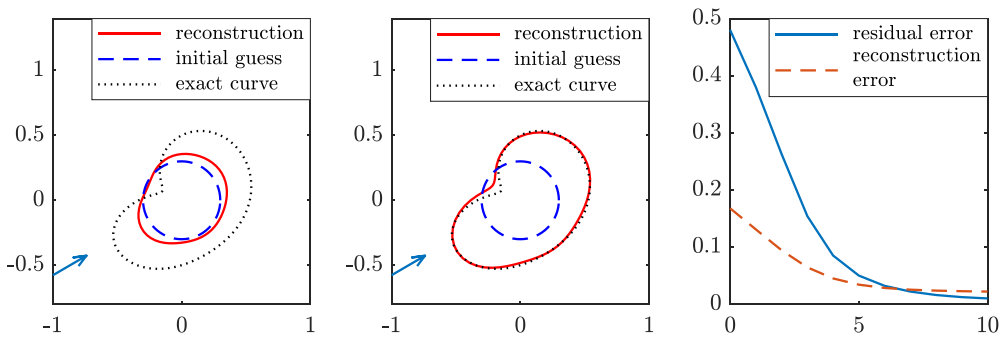 reconstruction
initial guess
exact curve
1
0.5
0
-0.5
-1
0
1
reconstruction
initial guess
exact curve
1
0.5
0
-0.5
-1
0
1
residual error
reconstruction
error
0.5
0.4
0.3
0.2
0.1
0
0
5
10